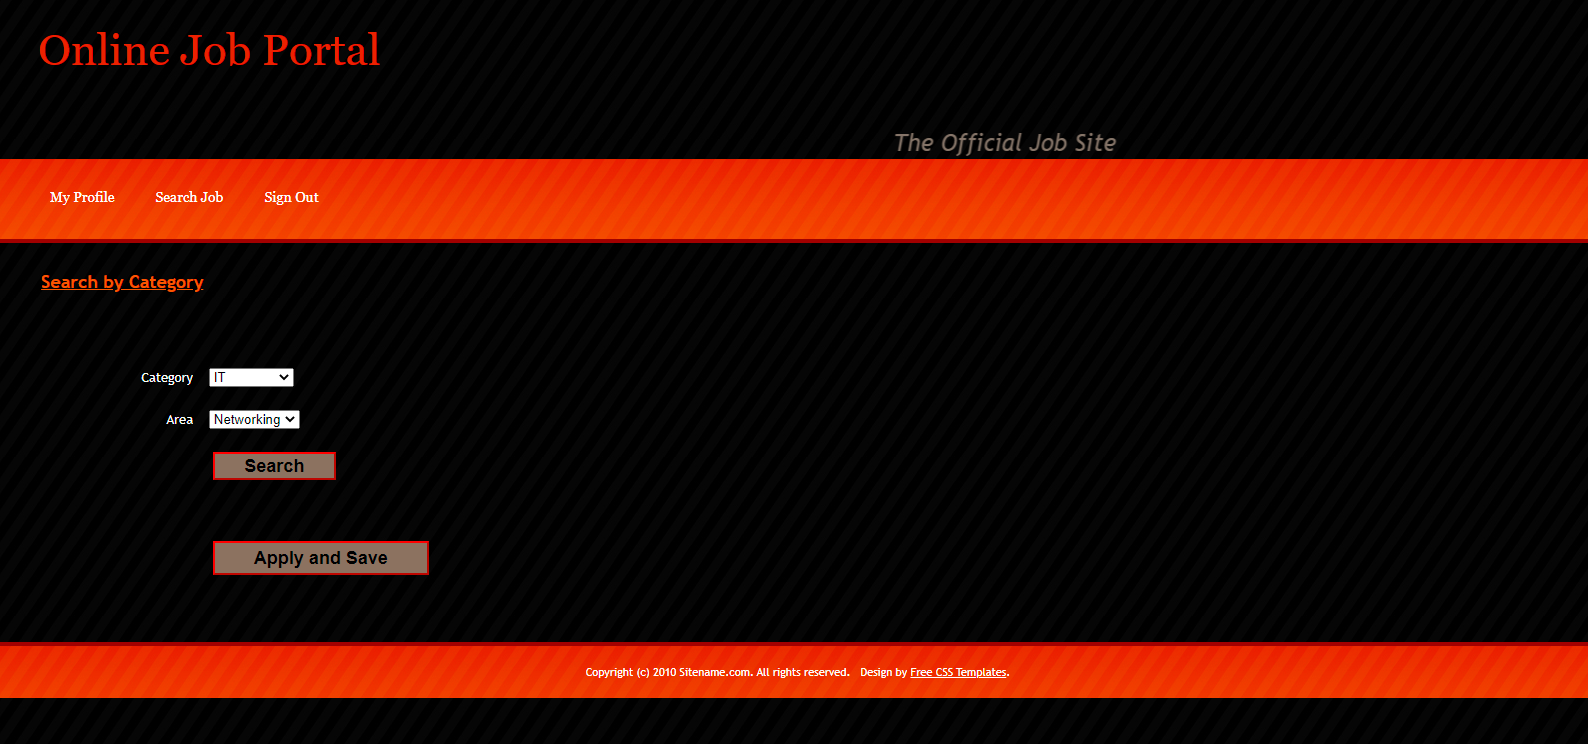 Online Job Portal
The Official Job Site
My Profile Search Job Sign Out
Search by Category
Category IT
Area Networking
Search
Apply and Save
Copyright (c) 2010 Sitename.com. All rights reserved. Design by Free CSS Templates.